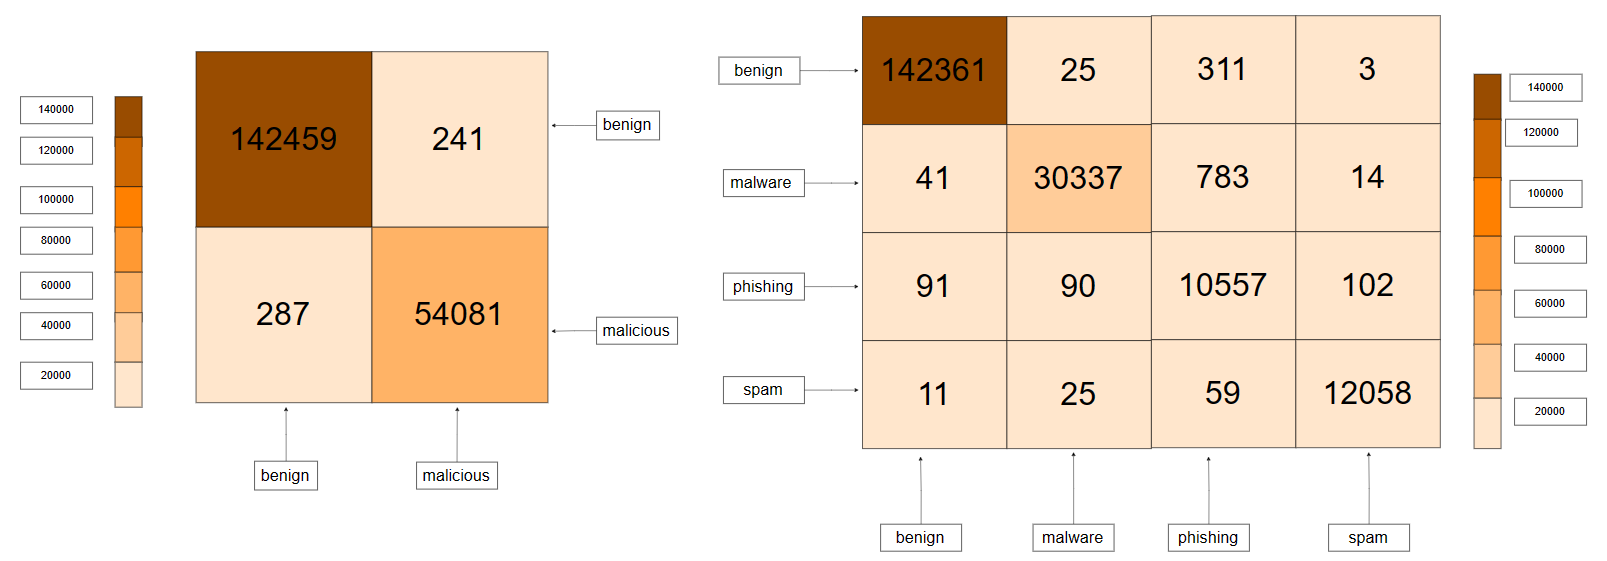 140000
120000
100000
80000
60000
40000
20000
142459 241
287 54081
benign
malicious
benign malicious
benign
malware
phishing
spam
142361 25 311 3
41 30337 783 14
91 90 10557 102
11 25 59 12058
benign malware phishing spam
140000
120000
100000
80000
60000
40000
20000